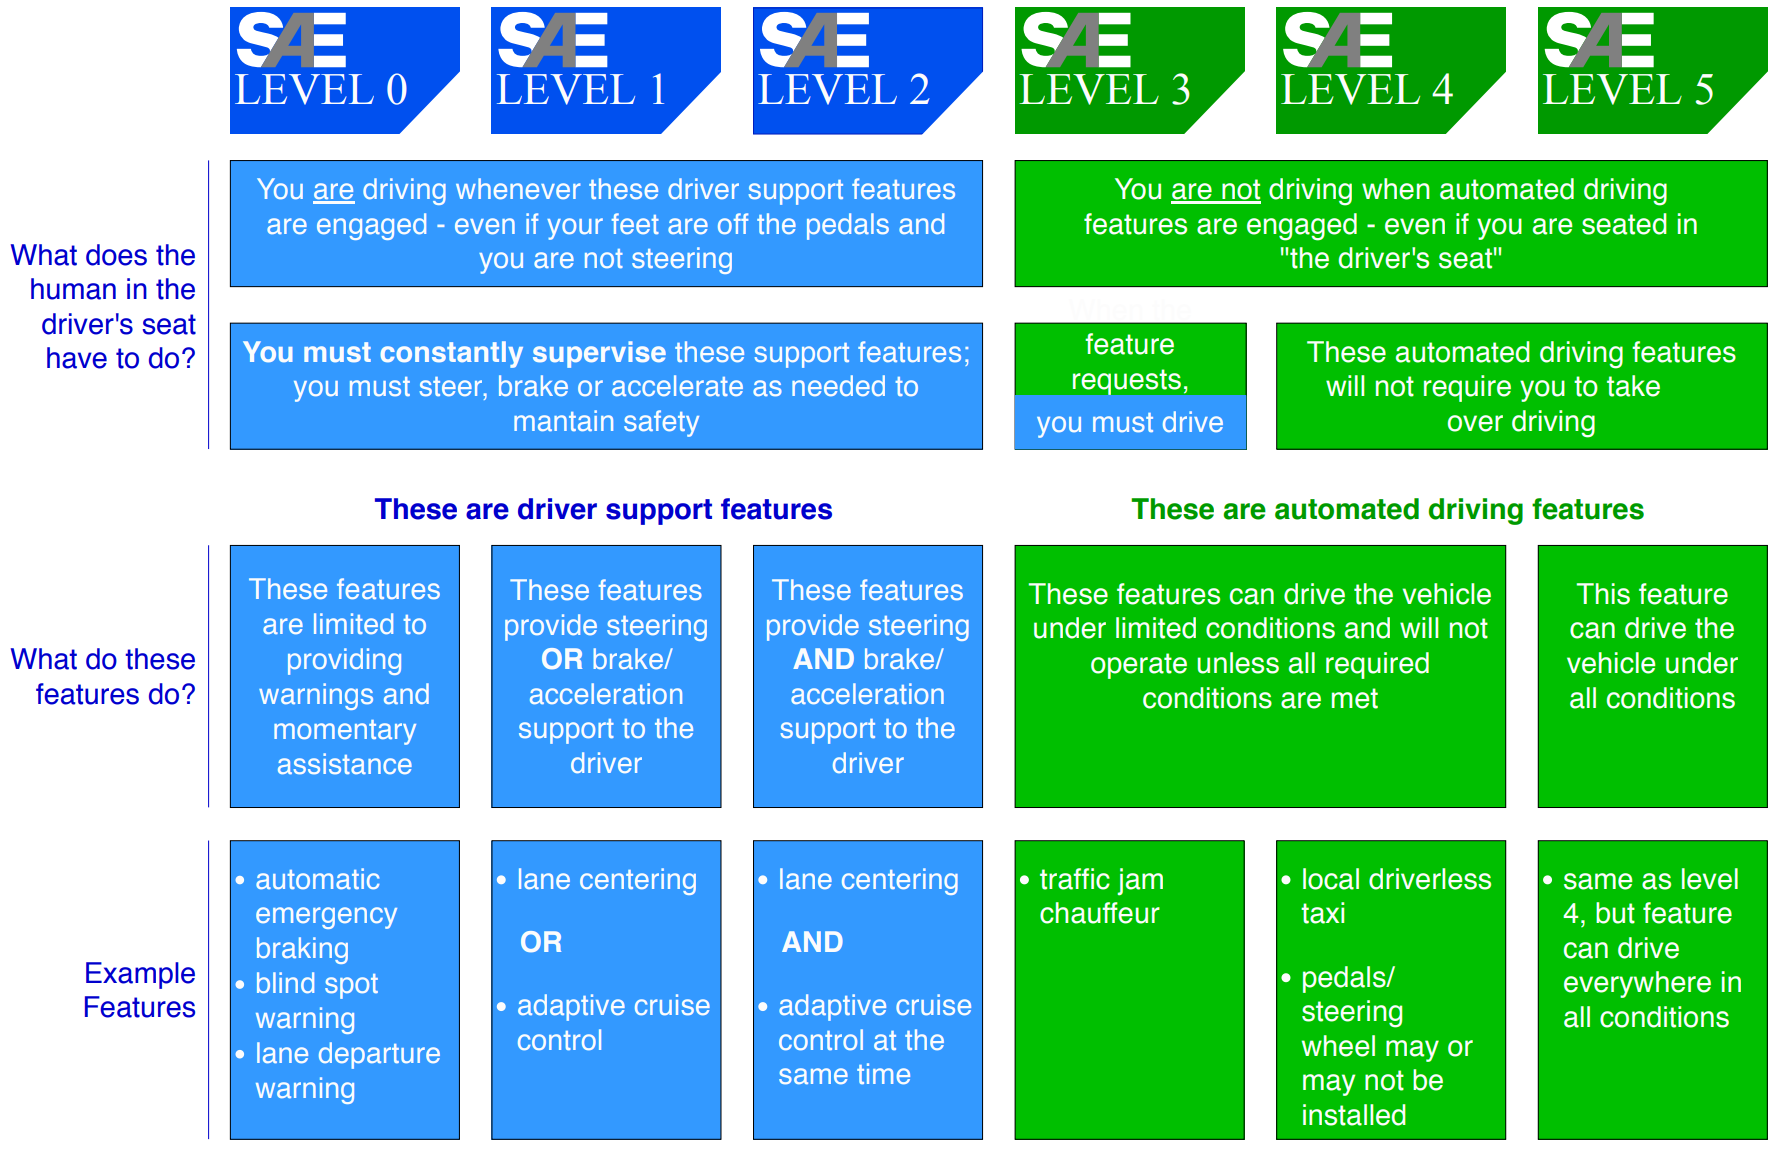 SAE
LEVEL 0
SAE
LEVEL 1
SAE
LEVEL 2
SAE
LEVEL 3
SAE
LEVEL 4
SAE
LEVEL 5
What does the
human in the
driver's seat
have to do?
You are driving whenever these driver support features
are engaged - even if your feet are off the pedals and
you are not steering
You are not driving when automated driving
features are engaged - even if you are seated in
"the driver's seat"
You must constantly supervise these support features;
you must steer, brake or accelerate as needed to
mantain safety
When the
feature
requests,
you must drive
These automated driving features
will not require you to take
over driving
These are driver support features
These are automated driving features
What do these
features do?
These features
are limited to
providing
warnings and
momentary
assistance
These features
provide steering
OR brake/
acceleration
support to the
driver
These features
provide steering
AND brake/
acceleration
support to the
driver
These features can drive the vehicle
under limited conditions and will not
operate unless all required
conditions are met
This feature
can drive the
vehicle under
all conditions
Example
Features
• automatic
emergency
braking
• blind spot
warning
• lane departure
warning
• lane centering
OR
• adaptive cruise
control
• lane centering
AND
• adaptive cruise
control at the
same time
• traffic jam
chauffeur
• local driverless
taxi
• pedals/
steering
wheel may or
may not be
installed
• same as level
4, but feature
can drive
everywhere in
all conditions